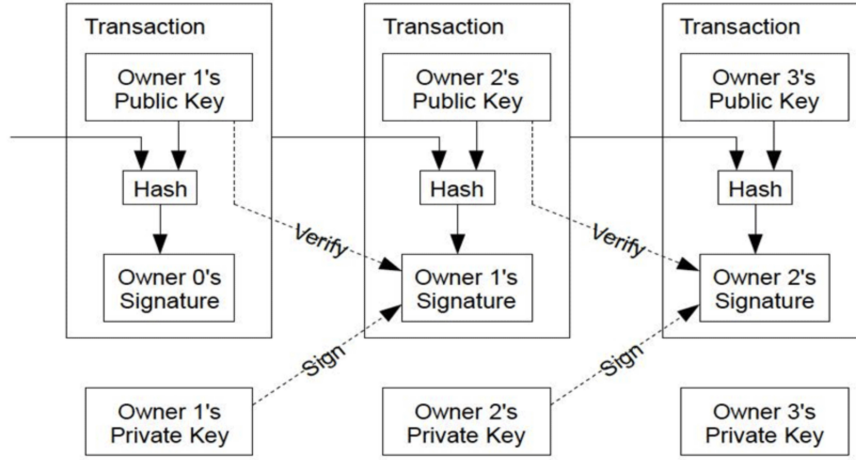 Transaction
Transaction
Transaction
Owner 1's
Public Key
Owner 2's
Public Key
Owner 3's
Public Key
Hash
Hash
Hash
Verify
Verify
Owner 0's
Signature
Owner 1's
Signature
Owner 2's
Signature
Sign
Sign
Owner 1's
Private Key
Owner 2's
Private Key
Owner 3's
Private Key